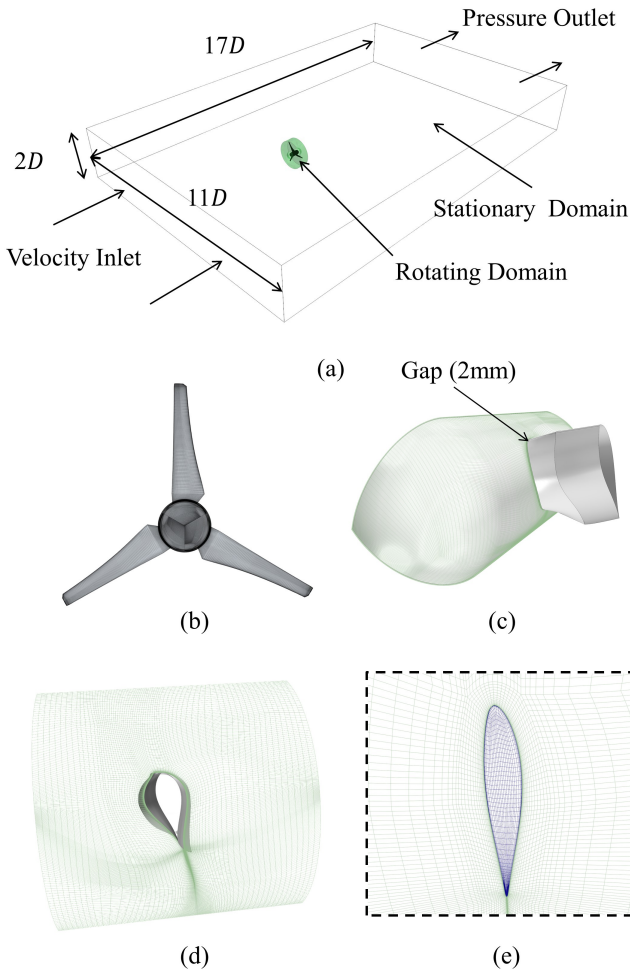 Pressure Outlet
17D
2D
11D
Stationary Domain
Velocity Inlet
Rotating Domain
(a)
Gap (2mm)
(b)
(c)
(d)
(e)